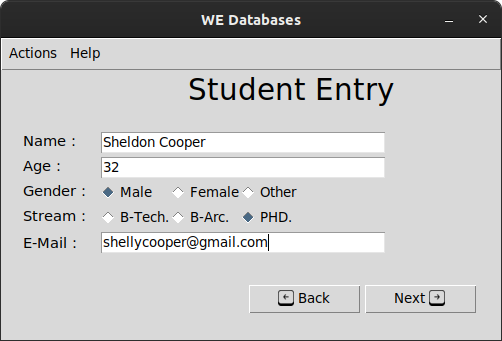 WE Databases
Actions Help
Student Entry
Name : Sheldon Cooper
Age : 32
Gender : Male Female Other
Stream : B-Tech. B-Arc. PHD.
E-Mail : shellycooper@gmail.com
Back Next